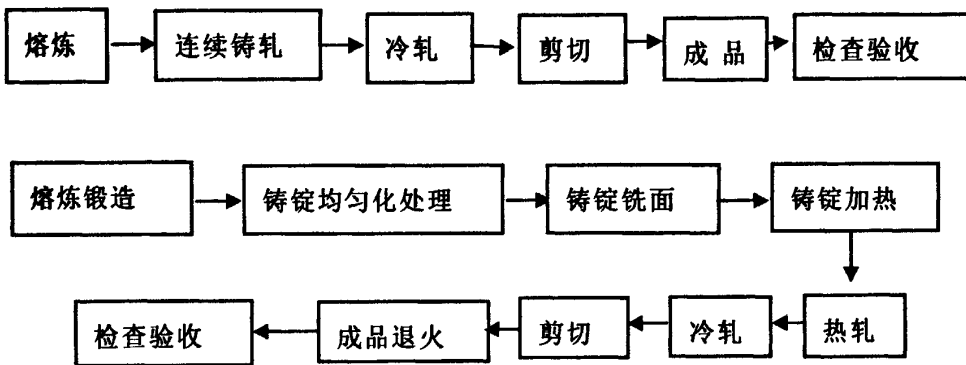 熔炼 连续铸轧 冷轧 剪切 成 品 检查验收
熔炼锻造 铸锭均匀化处理 铸锭铣面 铸锭加热
检查验收 成品退火 剪切 冷轧 热轧